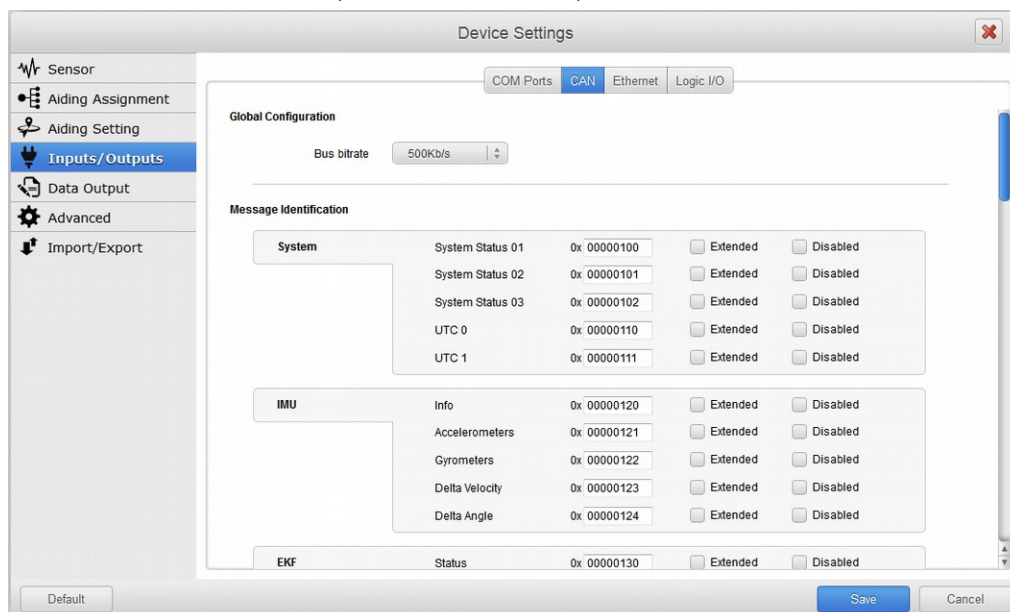 Device Settings
Sensor
Aiding Assignment
Aiding Setting
Inputs/Outputs
Data Output
Advanced
Import/Export
COM Ports CAN Ethernet Logic I/O
Global Configuration
Bus bitrate 500Kb/s
Message Identification
System System Status 01 0x 00000100 Extended Disabled
System Status 02 0x 00000101 Extended Disabled
System Status 03 0x 00000102 Extended Disabled
UTC 0 0x 00000110 Extended Disabled
UTC 1 0x 00000111 Extended Disabled
IMU Info 0x 00000120 Extended Disabled
Accelerometers 0x 00000121 Extended Disabled
Gyrometers 0x 00000122 Extended Disabled
Delta Velocity 0x 00000123 Extended Disabled
Delta Angle 0x 00000124 Extended Disabled
EKF Status 0x 00000130 Extended Disabled
Default Save Cancel